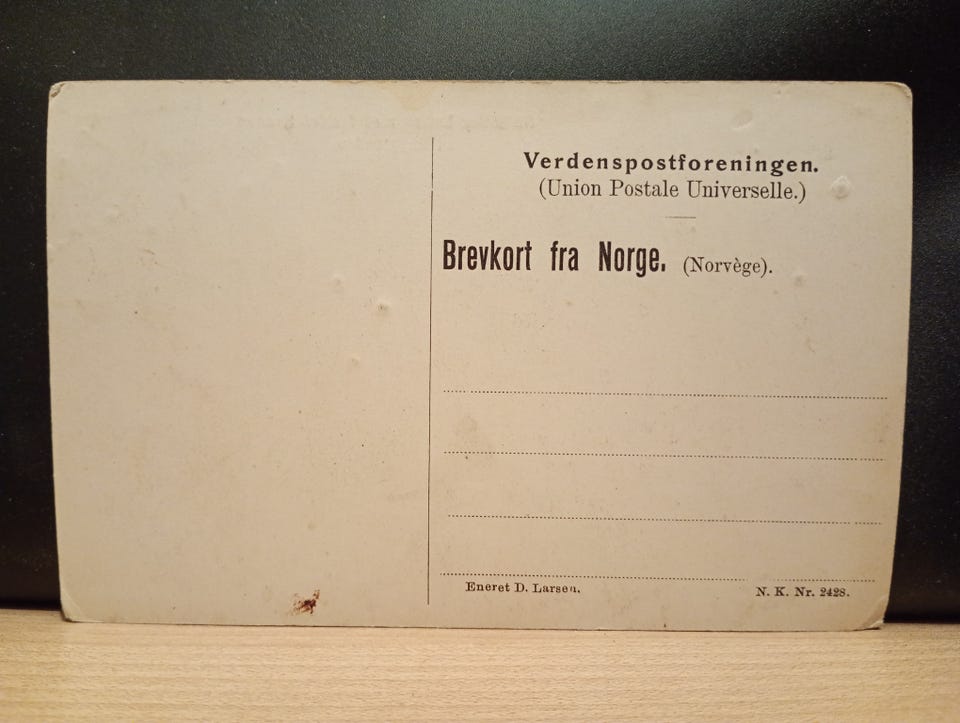 Verdenspostforeningen.
(Union Postale Universelle.)
Brevkort fra Norge. (Norvège).
Eneret D. Larsen.
N. K. Nr. 2428.